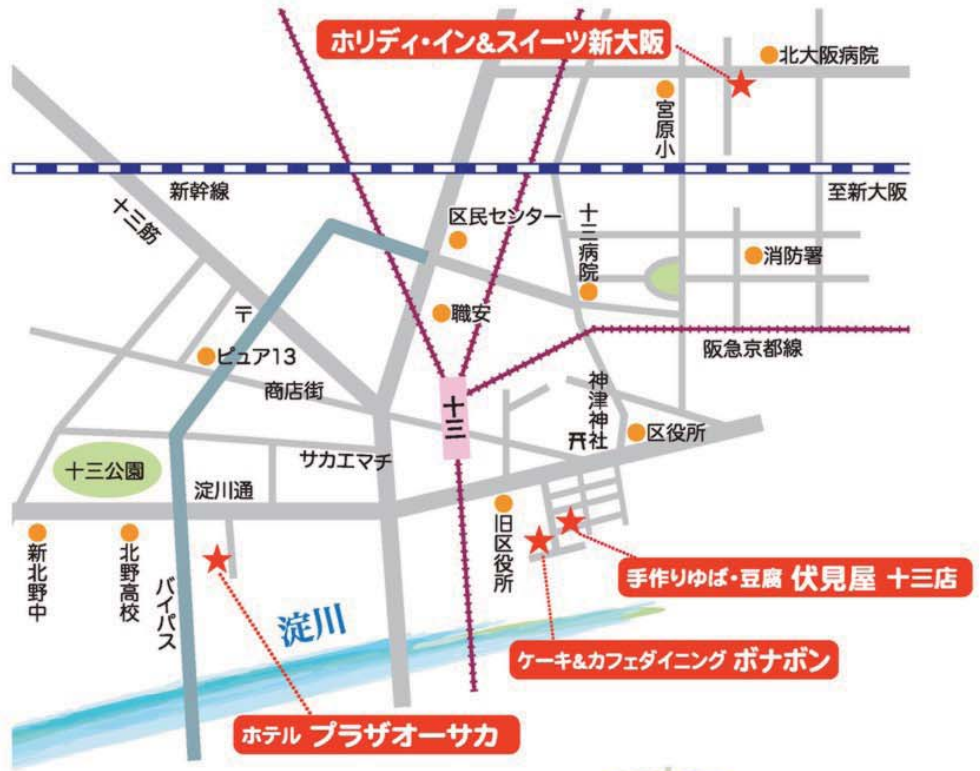 ホリディ・イン&スイーツ新大阪
北大阪病院
宮原小
新幹線
至新大阪
十三筋
区民センター
十三病院
消防署
〒
職安
ピュア13
阪急京都線
商店街
十三
神津神社
区役所
サカエマチ
十三公園
淀川通
旧区役所
新北野中
北野高校
バイパス
手作りゆば・豆腐 伏見屋 十三店
淀川
ケーキ&カフェダイニング ボナボン
ホテル プラザオーサカ